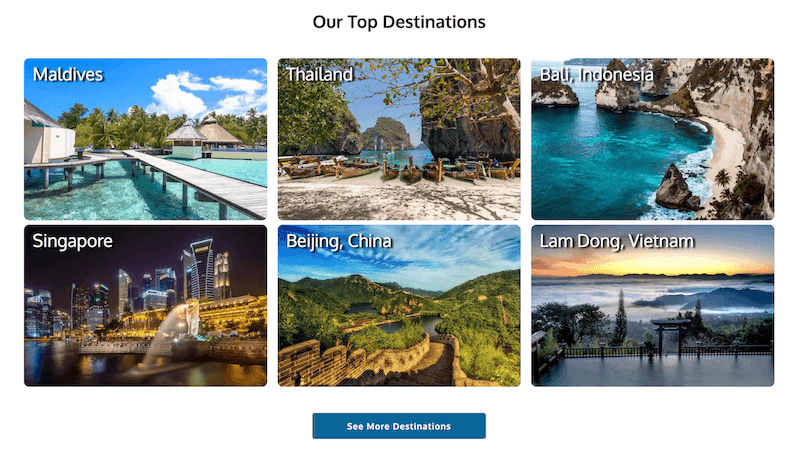 Our Top Destinations
Maldives
Thailand
Bali, Indonesia
Singapore
Beijing, China
Lam Dong, Vietnam
See More Destinations